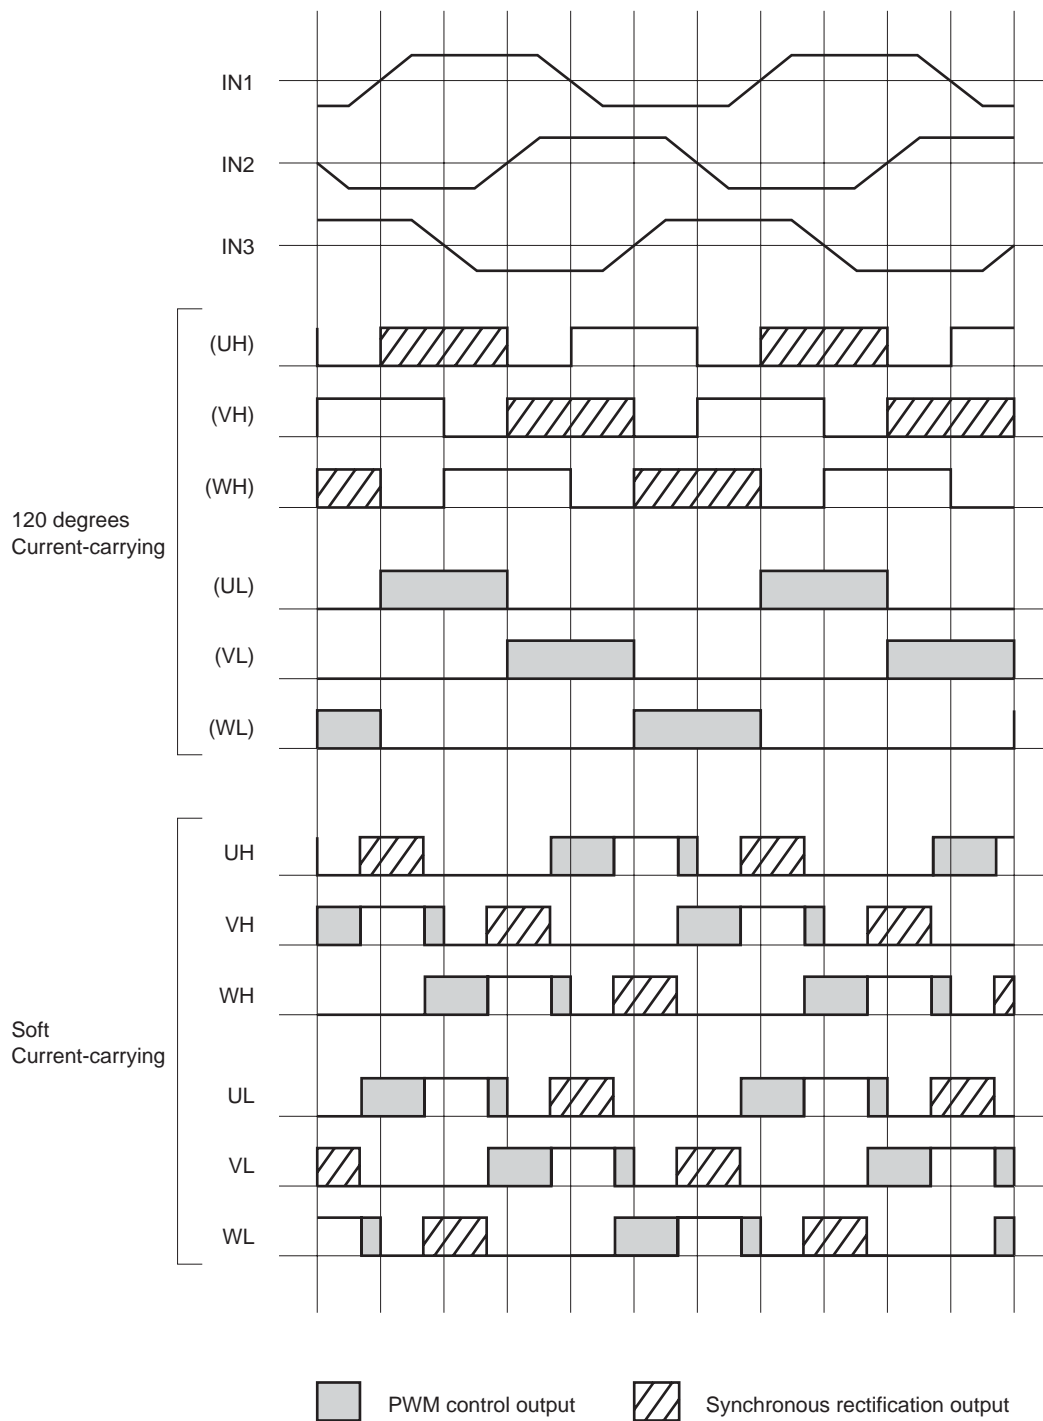 IN1
IN2
IN3
(UH)
(VH)
(WH)
120 degrees
Current-carrying
(UL)
(VL)
(WL)
UH
VH
WH
Soft
Current-carrying
UL
VL
WL
PWM control output
Synchronous rectification output